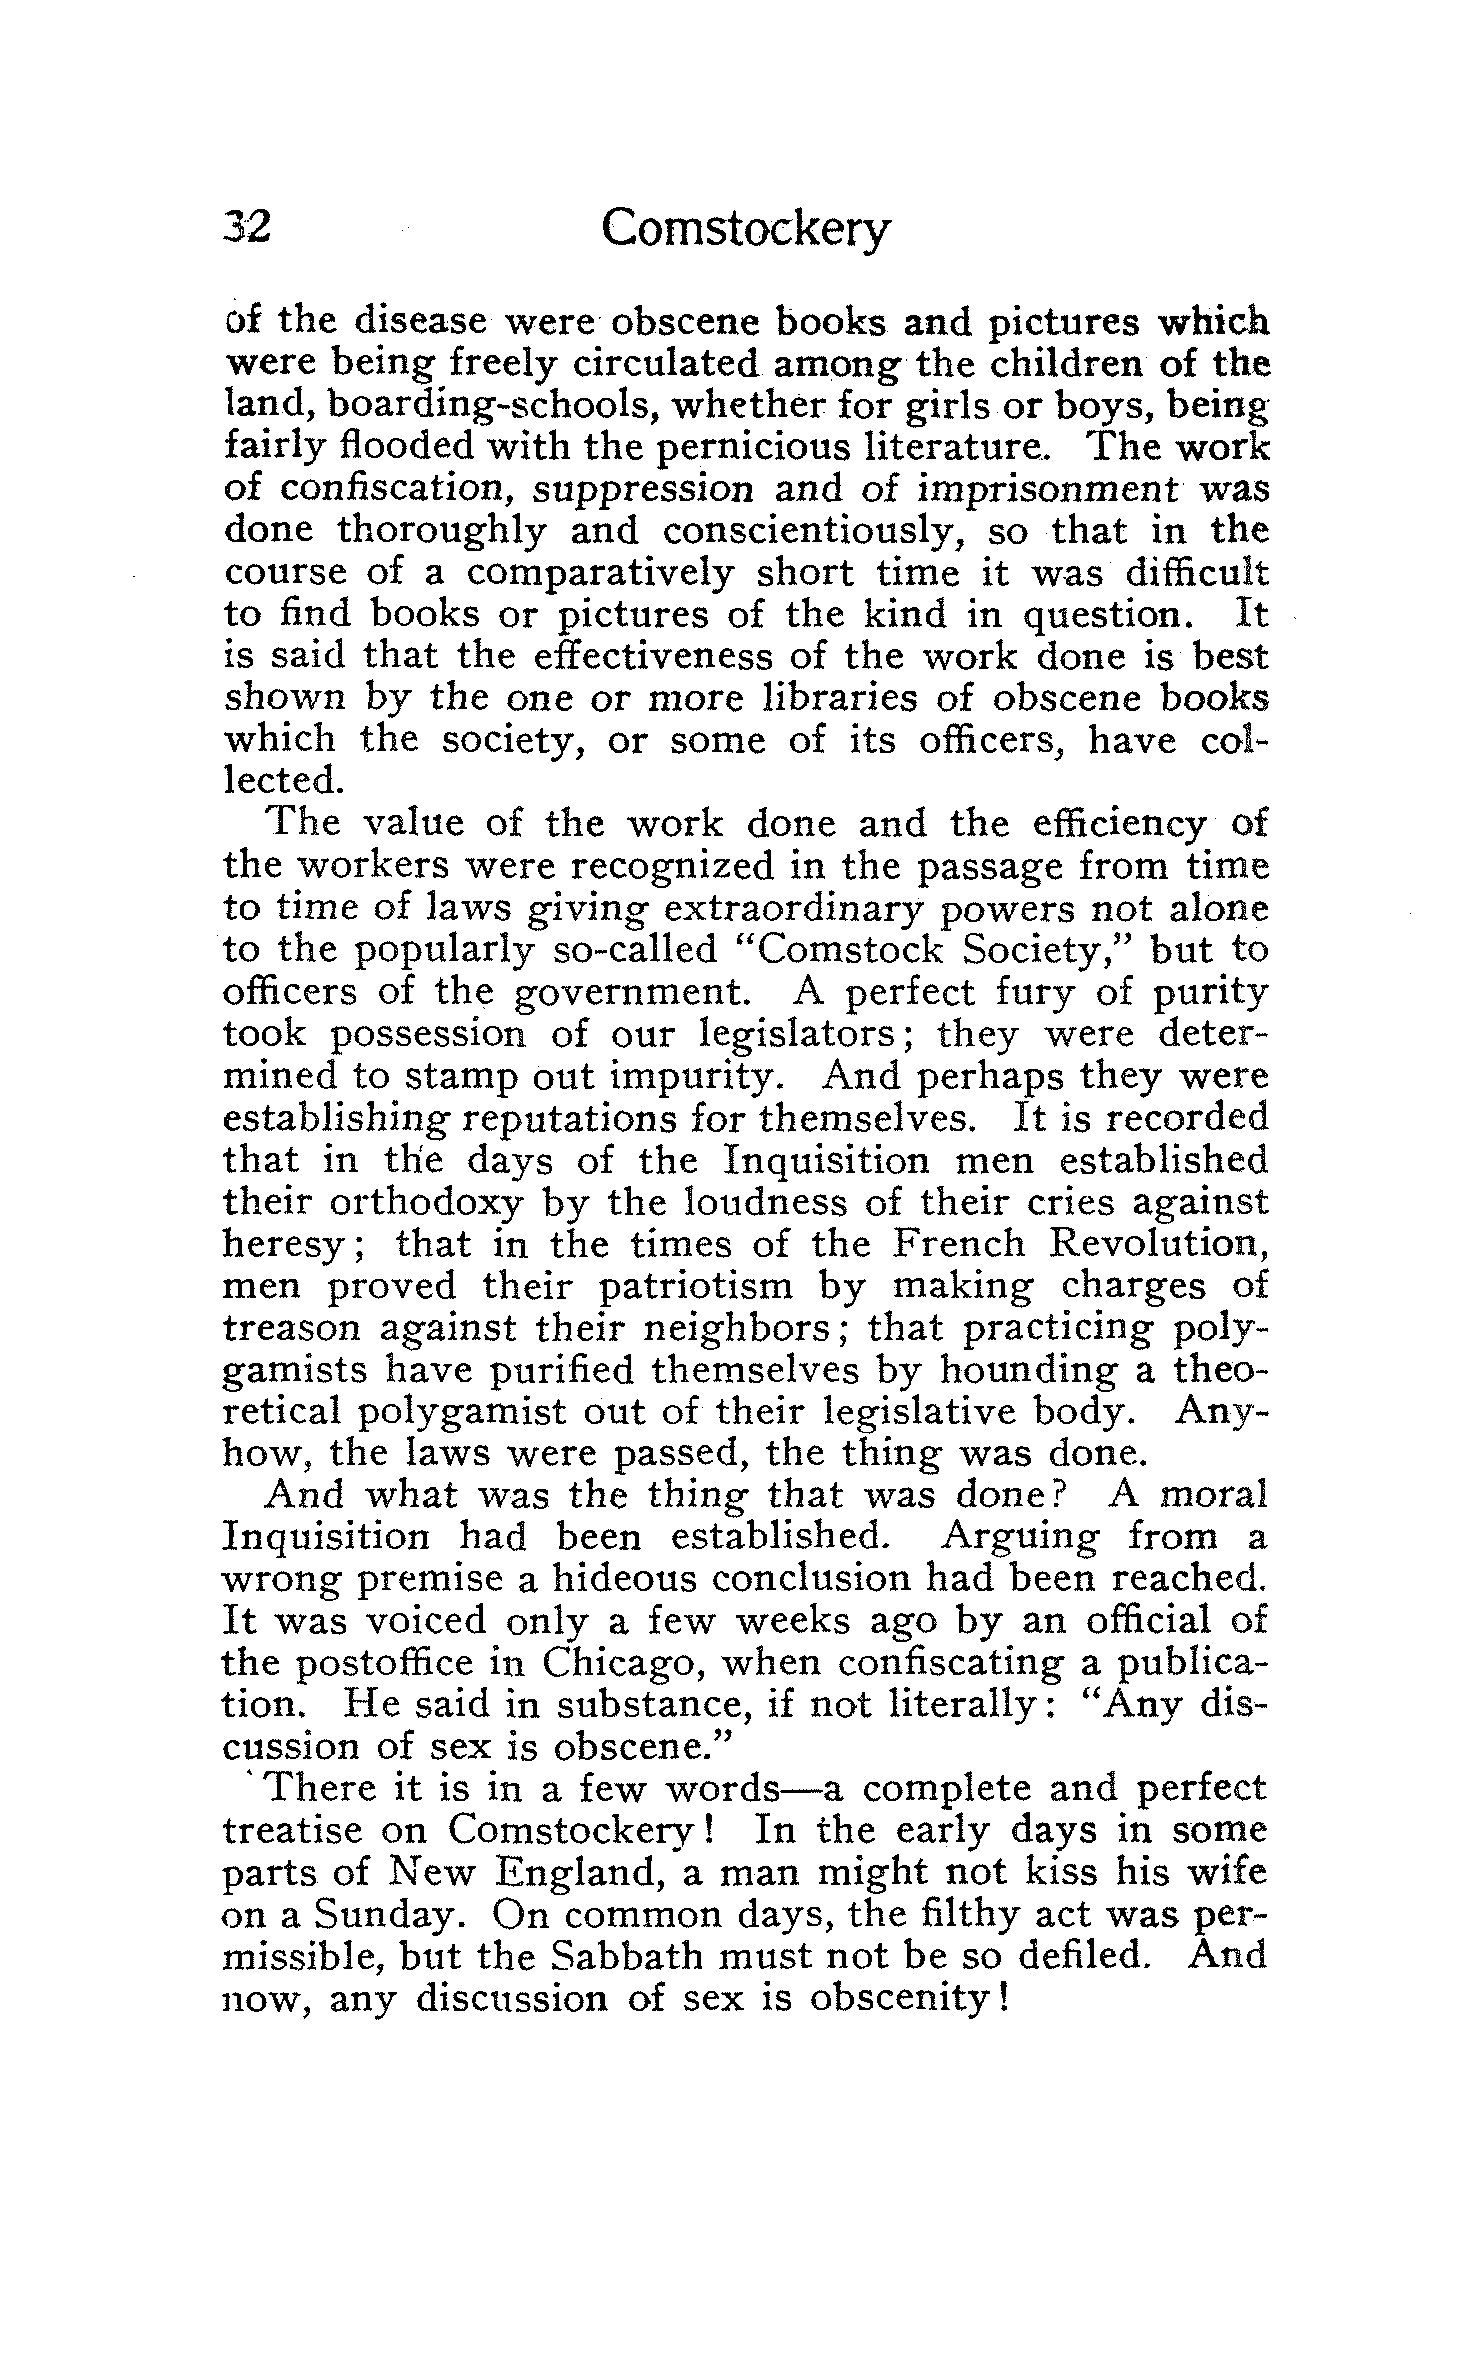 32 Comstockery
of the disease were obscene books and pictures which
were being freely circulated among the children of the
land, boarding-schools, whether for girls or boys, being
fairly flooded with the pernicious literature. The work
of confiscation, suppression and of imprisonment was
done thoroughly and conscientiously, so that in the
course of a comparatively short time it was difficult
to find books or pictures of the kind in question. It
is said that the effectiveness of the work done is best
shown by the one or more libraries of obscene books
which the society, or some of its officers, have col-
lected.
The value of the work done and the efficiency of
the workers were recognized in the passage from time
to time of laws giving extraordinary powers not alone
to the popularly so-called “Comstock Society,” but to
officers of the government. A perfect fury of purity
took possession of our legislators; they were deter-
mined to stamp out impurity. And perhaps they were
establishing reputations for themselves. It is recorded
that in the days of the Inquisition men established
their orthodoxy by the loudness of their cries against
heresy; that in the times of the French Revolution,
men proved their patriotism by making charges of
treason against their neighbors; that practicing poly-
gamists have purified themselves by hounding a theo-
retical polygamist out of their legislative body. Any-
how, the laws were passed, the thing was done.
And what was the thing that was done? A moral
Inquisition had been established. Arguing from a
wrong premise a hideous conclusion had been reached.
It was voiced only a few weeks ago by an official of
the postoffice in Chicago, when confiscating a publica-
tion. He said in substance, if not literally: “Any dis-
cussion of sex is obscene.”
There it is in a few words—a complete and perfect
treatise on Comstockery! In the early days in some
parts of New England, a man might not kiss his wife
on a Sunday. On common days, the filthy act was per-
missible, but the Sabbath must not be so defiled. And
now, any discussion of sex is obscenity!